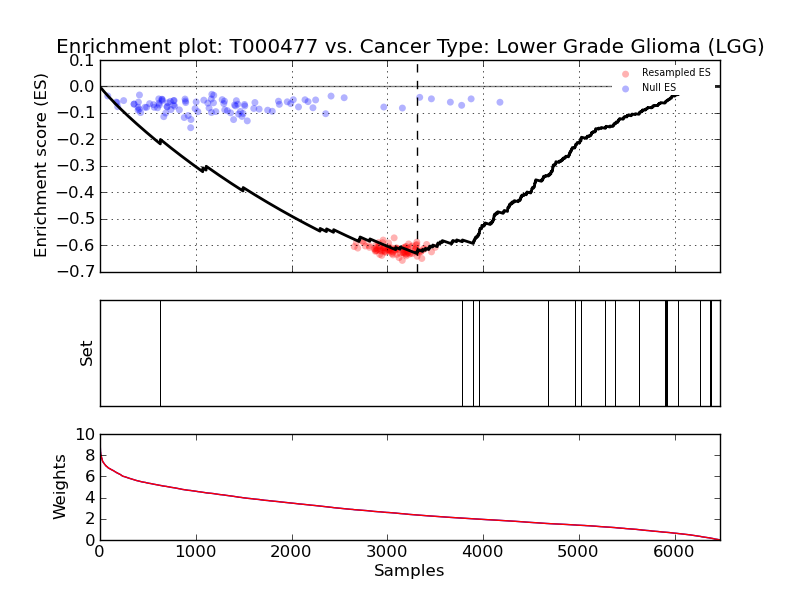 Enrichment plot: T000477 vs. Cancer Type: Lower Grade Glioma (LGG)
Enrichment score (ES)
0.1
0.0
−0.1
−0.2
−0.3
−0.4
−0.5
−0.6
−0.7
Resampled ES
Null ES
Set
Weights
10
8
6
4
2
0
0 1000 2000 3000 4000 5000 6000
Samples